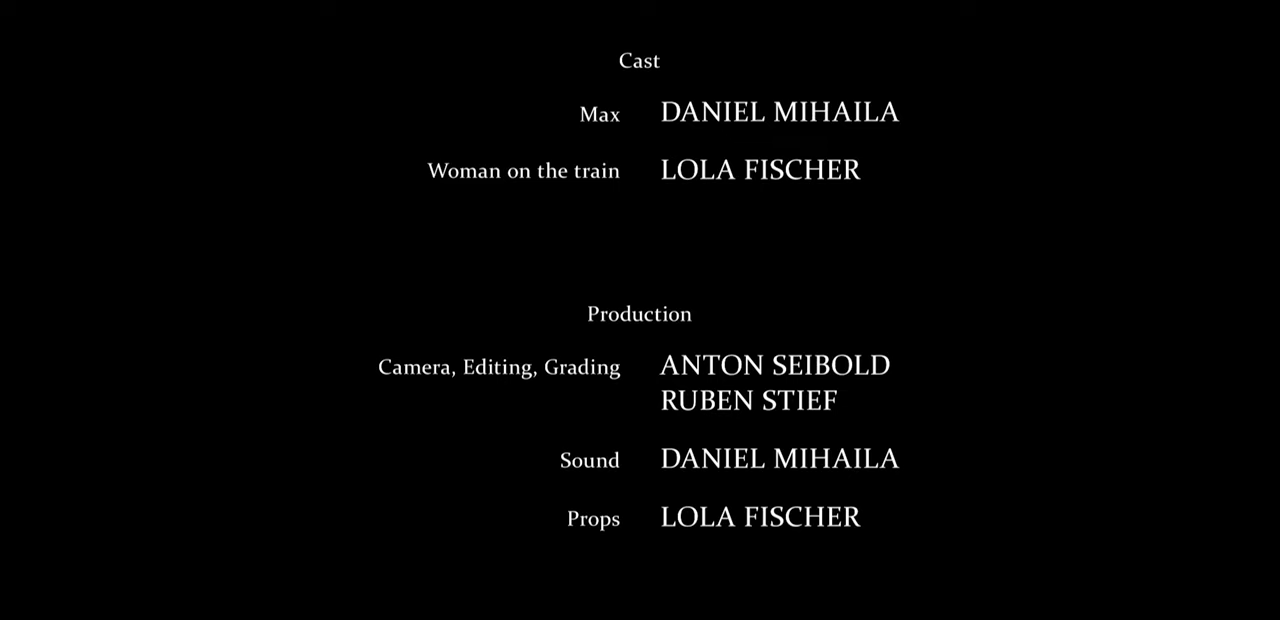 Cast
Max DANIEL MIHAILA
Woman on the train LOLA FISCHER
Production
Camera, Editing, Grading ANTON SEIBOLD
RUBEN STIEF
Sound DANIEL MIHAILA
Props LOLA FISCHER